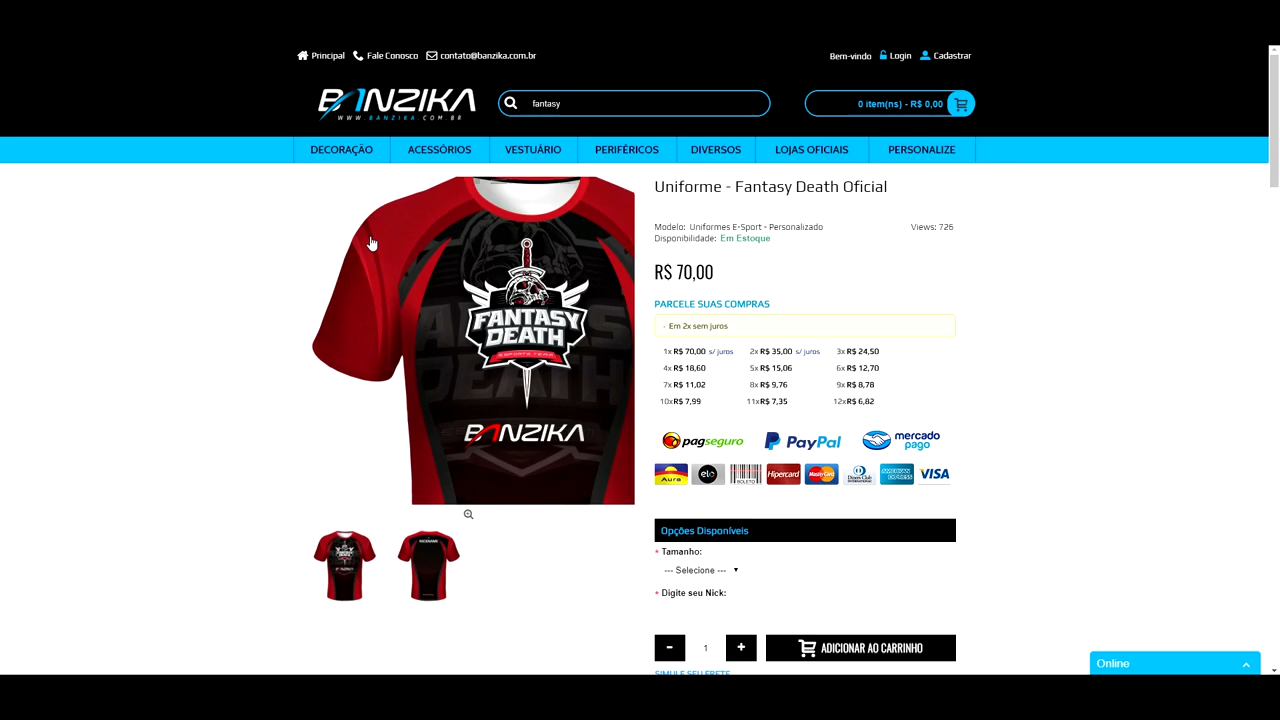 Principal Fale Conosco contato@banzika.com.br Bem-vindo Login Cadastrar
BANZIKA
WWW.BANZIKA.COM.BR
fantasy
0 item(ns) - R$ 0,00
DECORAÇÃO ACESSÓRIOS VESTUÁRIO PERIFÉRICOS DIVERSOS LOJAS OFICIAIS PERSONALIZE
FANTASY
DEATH
ESPORTS TEAM
BANZIKA
Uniforme - Fantasy Death Oficial
Modelo: Uniformes E-Sport - Personalizado Views: 726
Disponibilidade: Em Estoque
R$ 70,00
PARCELE SUAS COMPRAS
- Em 2x sem juros
1x R$ 70,00 s/ juros 2x R$ 35,00 s/ juros 3x R$ 24,50
4x R$ 18,60 5x R$ 15,06 6x R$ 12,70
7x R$ 11,02 8x R$ 9,76 9x R$ 8,78
10x R$ 7,99 11x R$ 7,35 12x R$ 6,82
pagseguro PayPal mercado pago
Aura elo BOLETO Hipercard MasterCard Diners Club INTERNATIONAL AMERICAN EXPRESS VISA
Opções Disponíveis
* Tamanho:
--- Selecione ---
* Digite seu Nick:
- 1 + ADICIONAR AO CARRINHO
SIMULE SEU FRETE
Online